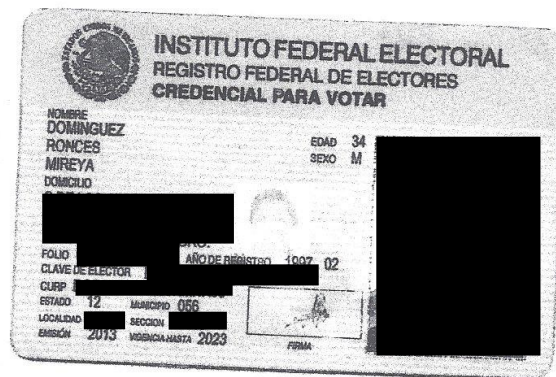 INSTITUTO FEDERAL ELECTORAL
REGISTRO FEDERAL DE ELECTORES
CREDENCIAL PARA VOTAR
NOMBRE
DOMINGUEZ
RONCES
MIREYA
EDAD 34
SEXO M
DOMICILIO
FOLIO
AÑO DE REGISTRO 1997 02
CLAVE DE ELECTOR
CURP
ESTADO 12 MUNICIPIO 056
LOCALIDAD SECCION
EMISIÓN 2013 VIGENCIA HASTA 2023
FIRMA